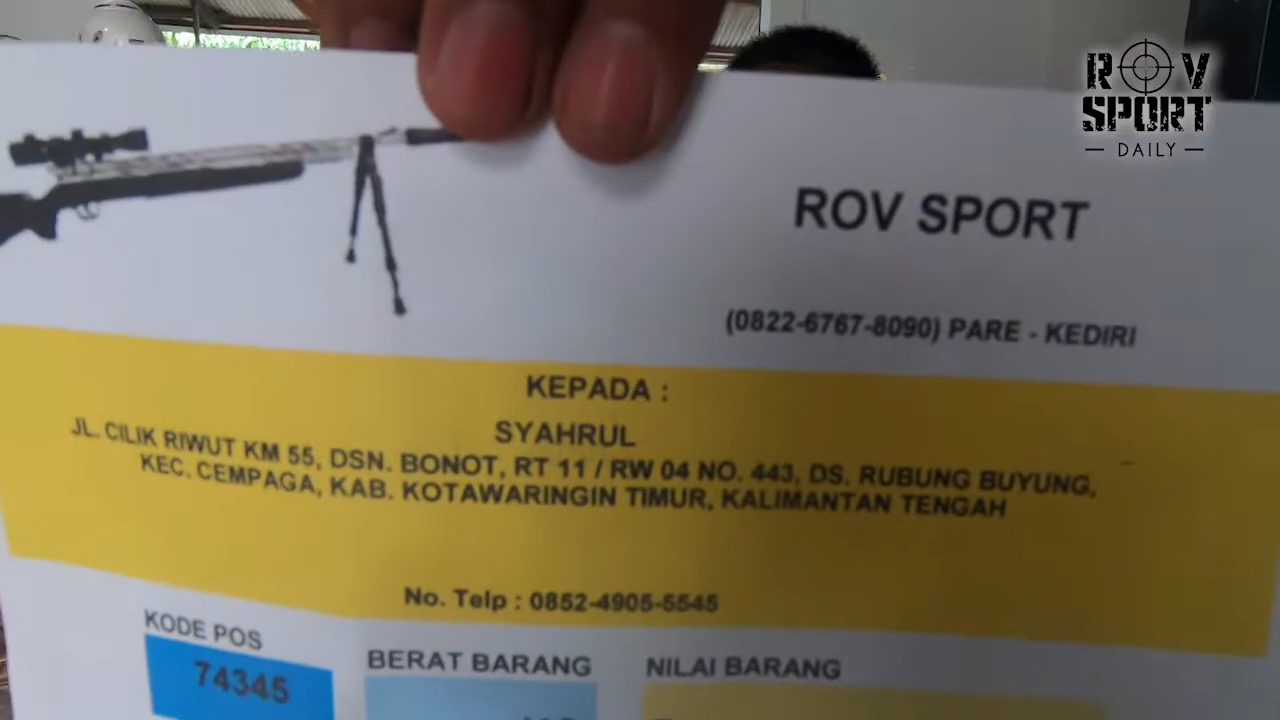 ROV
SPORT
DAILY
ROV SPORT
(0822-6767-8090) PARE - KEDIRI
KEPADA :
SYAHRUL
JL. CILIK RIWUT KM 55, DSN. BONOT, RT 11 / RW 04 NO. 443, DS. RUBUNG BUYUNG,
KEC. CEMPAGA, KAB. KOTAWARINGIN TIMUR, KALIMANTAN TENGAH
No. Telp : 0852-4905-5545
KODE POS
74345
BERAT BARANG
NILAI BARANG